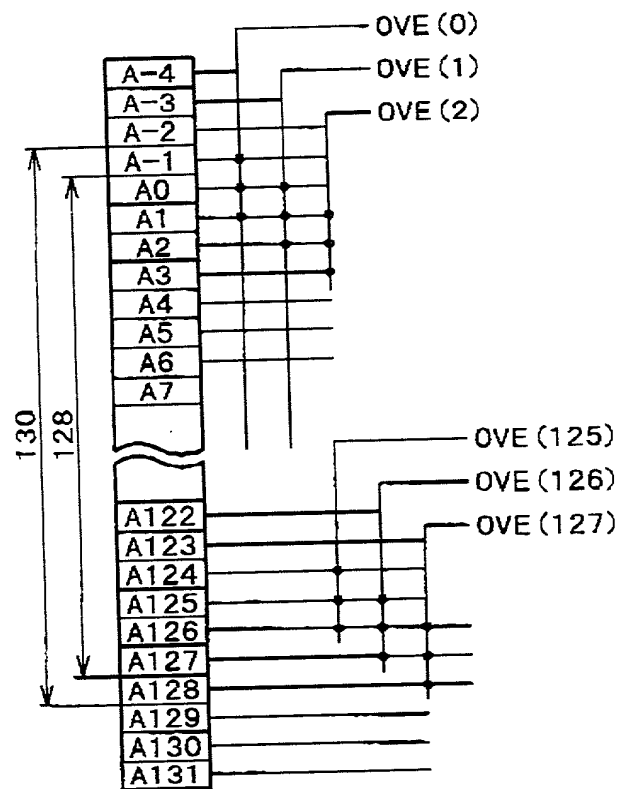 OVE(0)
A-4
OVE(1)
A-3
OVE(2)
A-2
A-1
A0
A1
A2
A3
A4
A5
A6
A7
130
128
OVE(125)
OVE(126)
A122
OVE(127)
A123
A124
A125
A126
A127
A128
A129
A130
A131